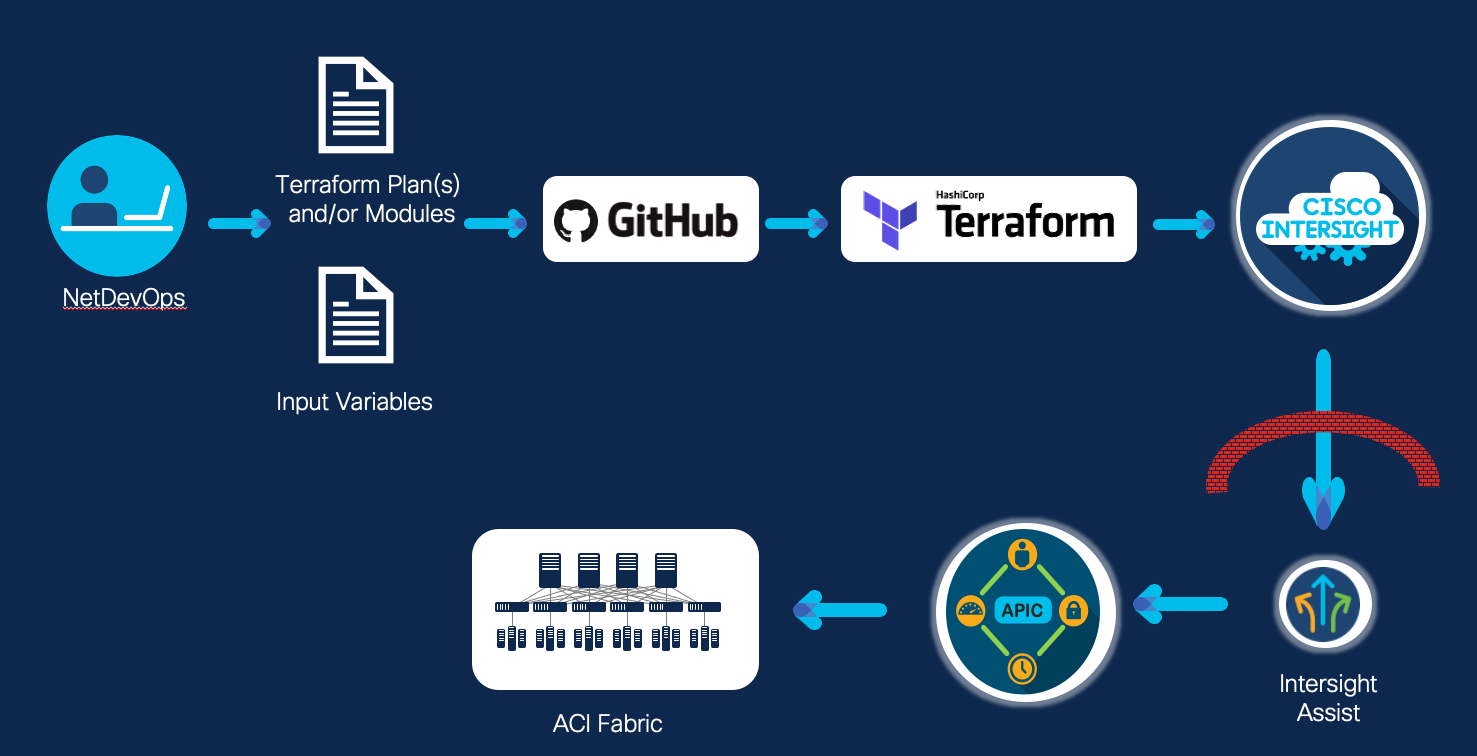 NetDevOps
Terraform Plan(s)
and/or Modules
Input Variables
GitHub
HashiCorp
Terraform
CISCO
INTERSIGHT
Intersight
Assist
APIC
ACI Fabric